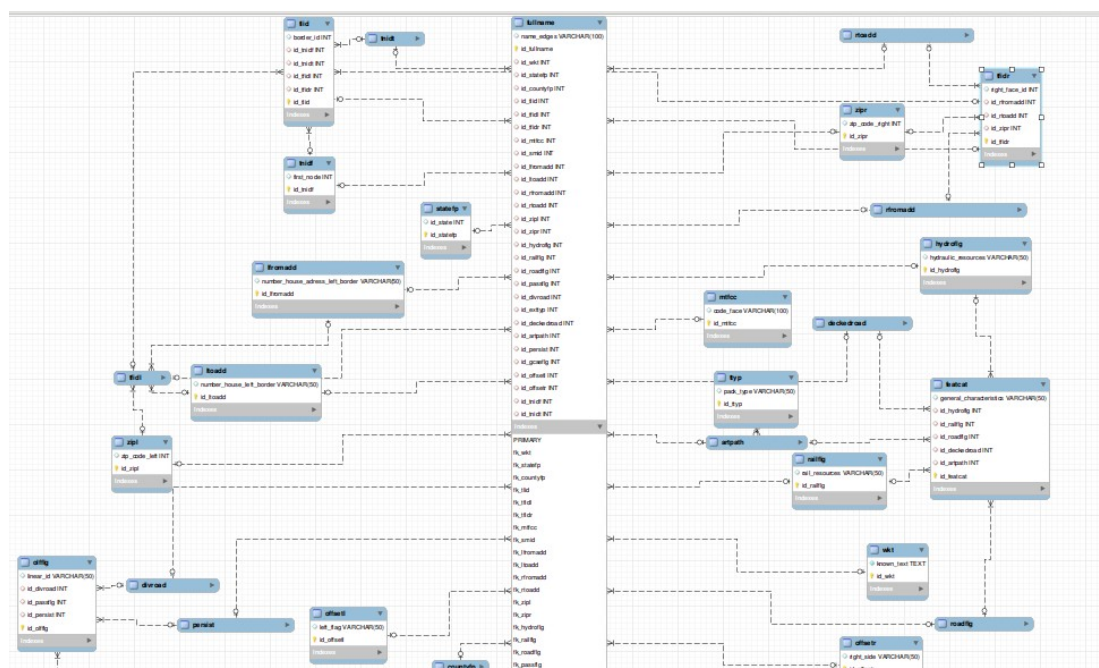 tlid
border_id INT
id_tnidf INT
id_tnidt INT
id_tfidl INT
id_tfidr INT
id_tlid
Indexes
tnidt
tnidf
first_node INT
id_tnidf
Indexes
statefp
id_state INT
id_statefp
Indexes
lfromadd
number_house_adress_left_border VARCHAR(50)
id_lfromadd
Indexes
tfidl
ltoadd
number_house_left_border VARCHAR(50)
id_ltoadd
Indexes
zipl
zip_code_left INT
id_zipl
Indexes
olfflg
linear_id VARCHAR(50)
id_divroad INT
id_passflg INT
id_persist INT
id_olfflg
Indexes
divroad
persist
offsetl
left_flag VARCHAR(50)
id_offsetl
Indexes
countyfp
fullname
name_edges VARCHAR(100)
id_fullname
id_wkt INT
id_statefp INT
id_countyfp INT
id_tlid INT
id_tfidl INT
id_tfidr INT
id_mtfcc INT
id_smid INT
id_lfromadd INT
id_ltoadd INT
id_rfromadd INT
id_rtoadd INT
id_zipl INT
id_zipr INT
id_hydroflg INT
id_railflg INT
id_roadflg INT
id_passflg INT
id_divroad INT
id_exttyp INT
id_deckedroad INT
id_artpath INT
id_persist INT
id_gcseflg INT
id_offsetl INT
id_offsetr INT
id_tnidf INT
id_tnidt INT
Indexes
PRIMARY
fk_wkt
fk_statefp
fk_countyfp
fk_tlid
fk_tfidl
fk_tfidr
fk_mtfcc
fk_smid
fk_lfromadd
fk_ltoadd
fk_rfromadd
fk_rtoadd
fk_zipl
fk_zipr
fk_hydroflg
fk_railflg
fk_roadflg
fk_passflg
rtoadd
tfidr
right_face_id INT
id_rfromadd INT
id_rtoadd INT
id_zipr INT
id_tfidr
Indexes
zipr
zip_code_right INT
id_zipr
Indexes
rfromadd
hydroflg
hydraulic_resources VARCHAR(50)
id_hydroflg
Indexes
mtfcc
code_face VARCHAR(100)
id_mtfcc
Indexes
deckedroad
ttyp
paok_type VARCHAR(50)
id_ttyp
Indexes
artpath
railflg
rail_resources VARCHAR(50)
id_railflg
Indexes
featcat
general_characteristics VARCHAR(50)
id_hydroflg INT
id_railflg INT
id_roadflg INT
id_deckedroad INT
id_artpath INT
id_featcat
Indexes
wkt
known_text TEXT
id_wkt
Indexes
roadflg
offsetr
right_side VARCHAR(50)